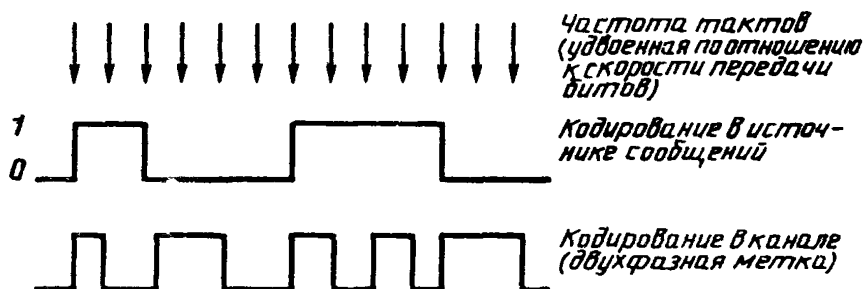 Частота тактов
(удвоенная по отношению
к скорости передачи
битов)
1
0
Кодирование в источ-
нике сообщений
Кодирование в канале
(двухфазная метка)